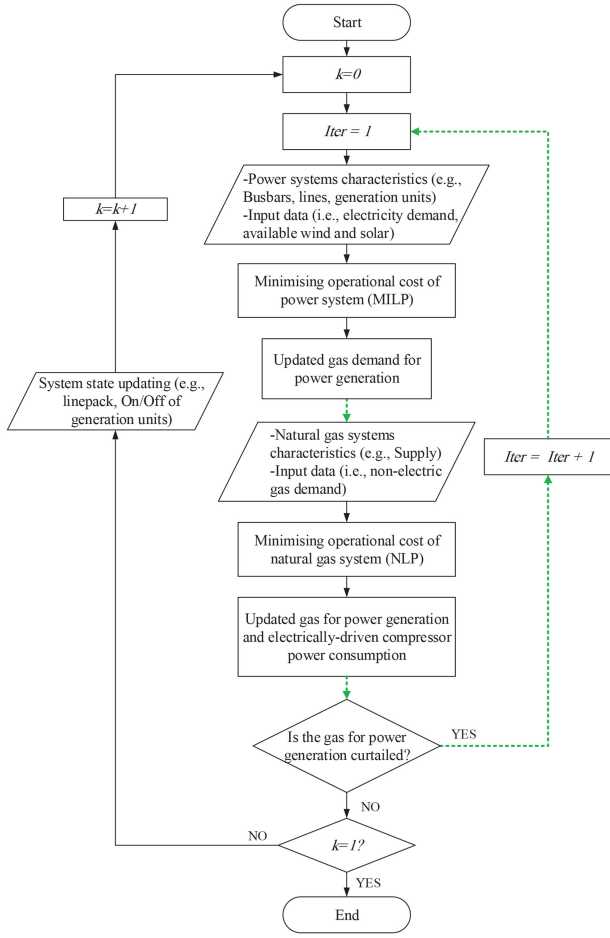 Start
k=0
Iter = 1
-Power systems characteristics (e.g.,
Busbars, lines, generation units)
-Input data (i.e., electricity demand,
available wind and solar)
k=k+1
Minimising operational cost of
power system (MILP)
Updated gas demand for
power generation
System state updating (e.g.,
linepack, On/Off of
generation units)
-Natural gas systems
characteristics (e.g., Supply)
-Input data (i.e., non-electric
gas demand)
Iter = Iter + 1
Minimising operational cost of
natural gas system (NLP)
Updated gas for power generation
and electrically-driven compressor
power consumption
Is the gas for power
generation curtailed?
YES
NO
k=1?
NO
YES
End